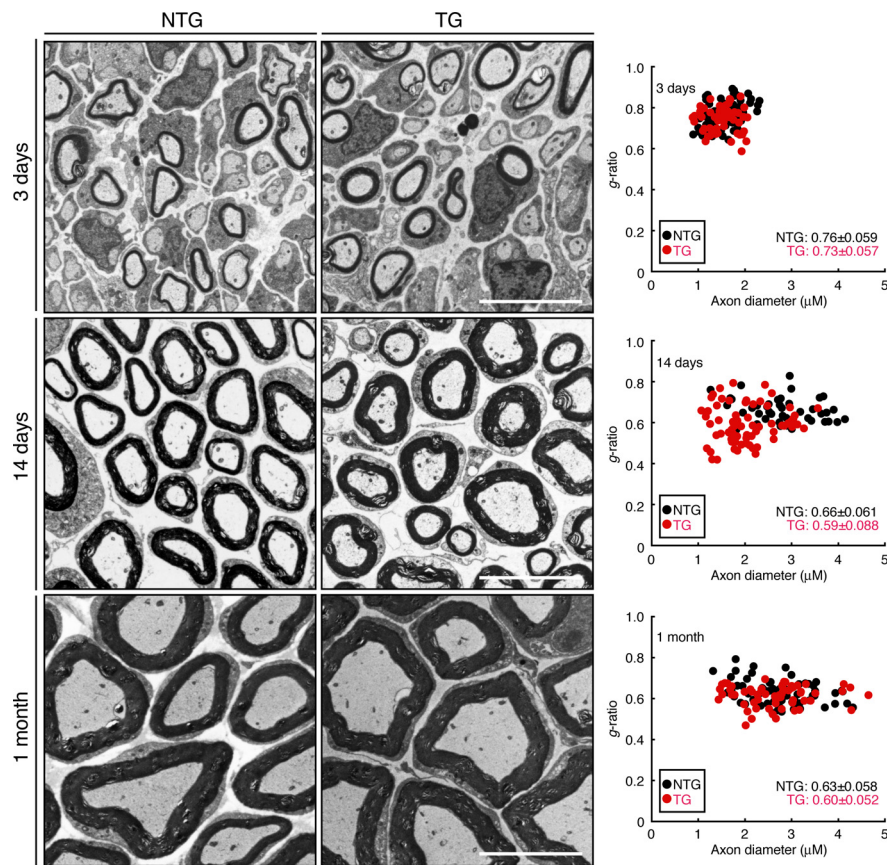 NTG
TG
3 days
1.0
0.8
0.6
0.4
0.2
0
g-ratio
3 days
NTG
TG
NTG: 0.76±0.059
TG: 0.73±0.057
0 1 2 3 4 5
Axon diameter (μM)
14 days
1.0
0.8
0.6
0.4
0.2
0
g-ratio
14 days
NTG
TG
NTG: 0.66±0.061
TG: 0.59±0.088
0 1 2 3 4 5
Axon diameter (μM)
1 month
1.0
0.8
0.6
0.4
0.2
0
g-ratio
1 month
NTG
TG
NTG: 0.63±0.058
TG: 0.60±0.052
0 1 2 3 4 5
Axon diameter (μM)